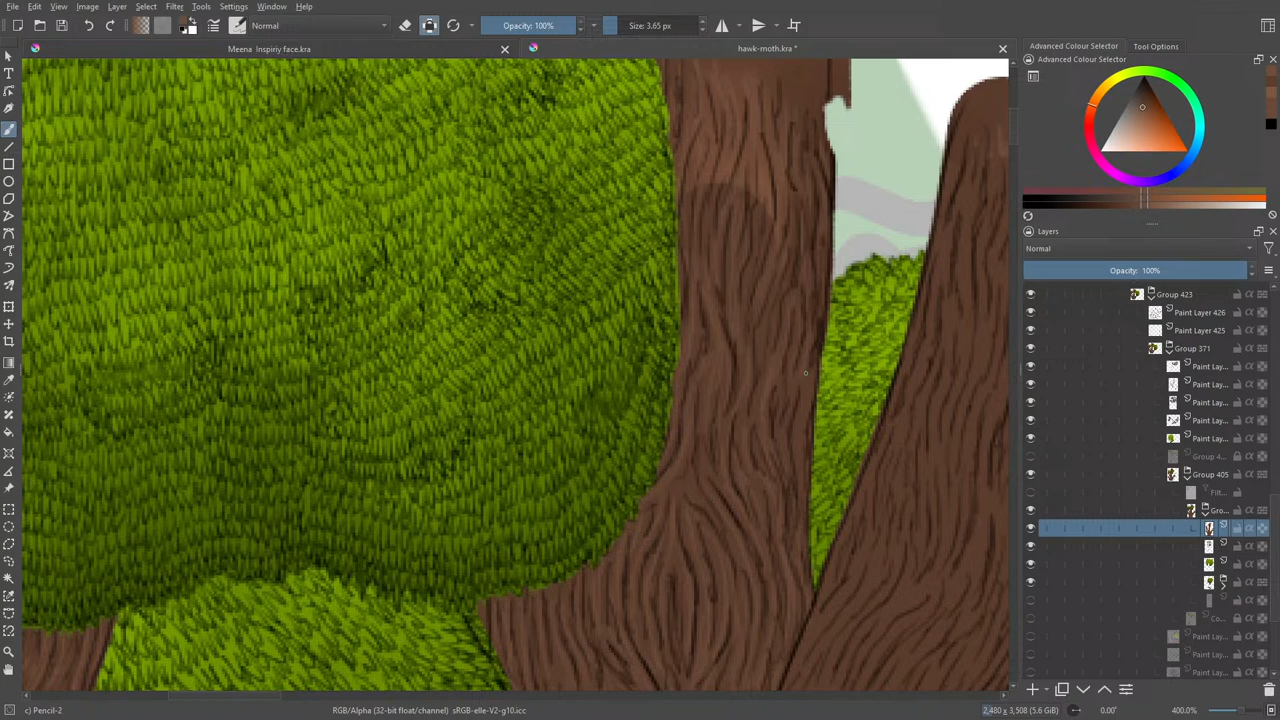 File Edit View Image Layer Select Filter Tools Settings Window Help
Normal Opacity: 100% Size: 3.65 px
Meena Inspiriy face.kra hawk-moth.kra *
Advanced Colour Selector Tool Options
Advanced Colour Selector
Layers
Normal
Opacity: 100%
Group 423
Paint Layer 426
Paint Layer 425
Group 371
Paint Lay...
Paint Lay...
Paint Lay...
Paint Lay...
Paint Lay...
Group 4...
Group 405
Filt...
Gro...
Co...
Paint Lay...
Paint Lay...
Paint Lay...
c) Pencil-2 RGB/Alpha (32-bit float/channel) sRGB-elle-V2-g10.icc 2,480 x 3,508 (5.6 GiB) 0.00° 400.0%